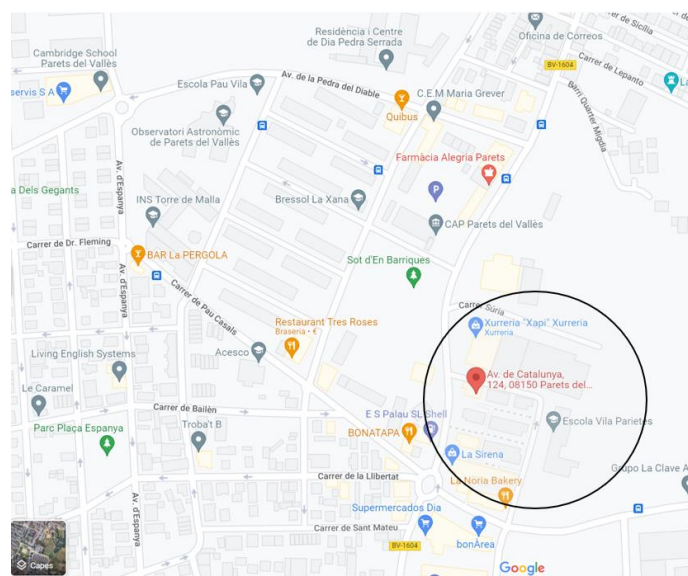 Residència i Centre
de Dia Pedra Serrada
Oficina de Correos
Carrer de Sicília
BV-1604
Carrer de Lepanto
Cambridge School
Parets del Vallès
Escola Pau Vila
Av. de la Pedra del Diable
C.E.M Maria Grever
Quibus
Barri Quarter Migdia
servis S A
Observatori Astronòmic
de Parets del Vallès
Farmàcia Alegria Parets
P
Av. d'Espanya
a Dels Gegants
INS Torre de Malla
Bressol La Xana
CAP Parets del Vallès
Carrer de Dr. Fleming
BAR La PERGOLA
Sot d'En Barriques
Av. d'Espanya
Carrer de Pau Casals
Carrer Súria
Xurreria "Xapi" Xurreria
Xurreria
Restaurant Tres Roses
Braseria • €
Living English Systems
Acesco
Av. de Catalunya,
124, 08150 Parets del...
Le Caramel
Carrer de Bailèn
E S Palau SL Shell
Escola Vila Parietes
Parc Plaça Espanya
Troba't B
BONATAPA
La Sirena
Grupo La Clave A
Carrer de la Llibertat
La Noria Bakery
Av. d'Espanya
Supermercados Dia
Carrer de Sant Mateu
BV-1604
bonÀrea
Capes
Google